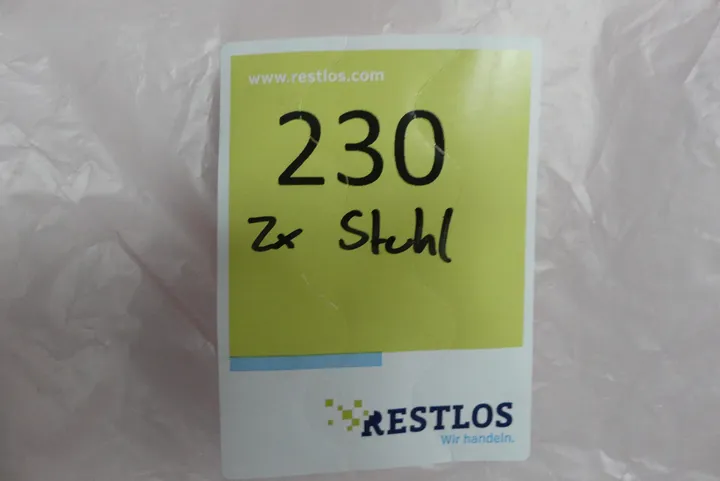 www.restlos.com
230
2x Stuhl
RESTLOS
Wir handeln.